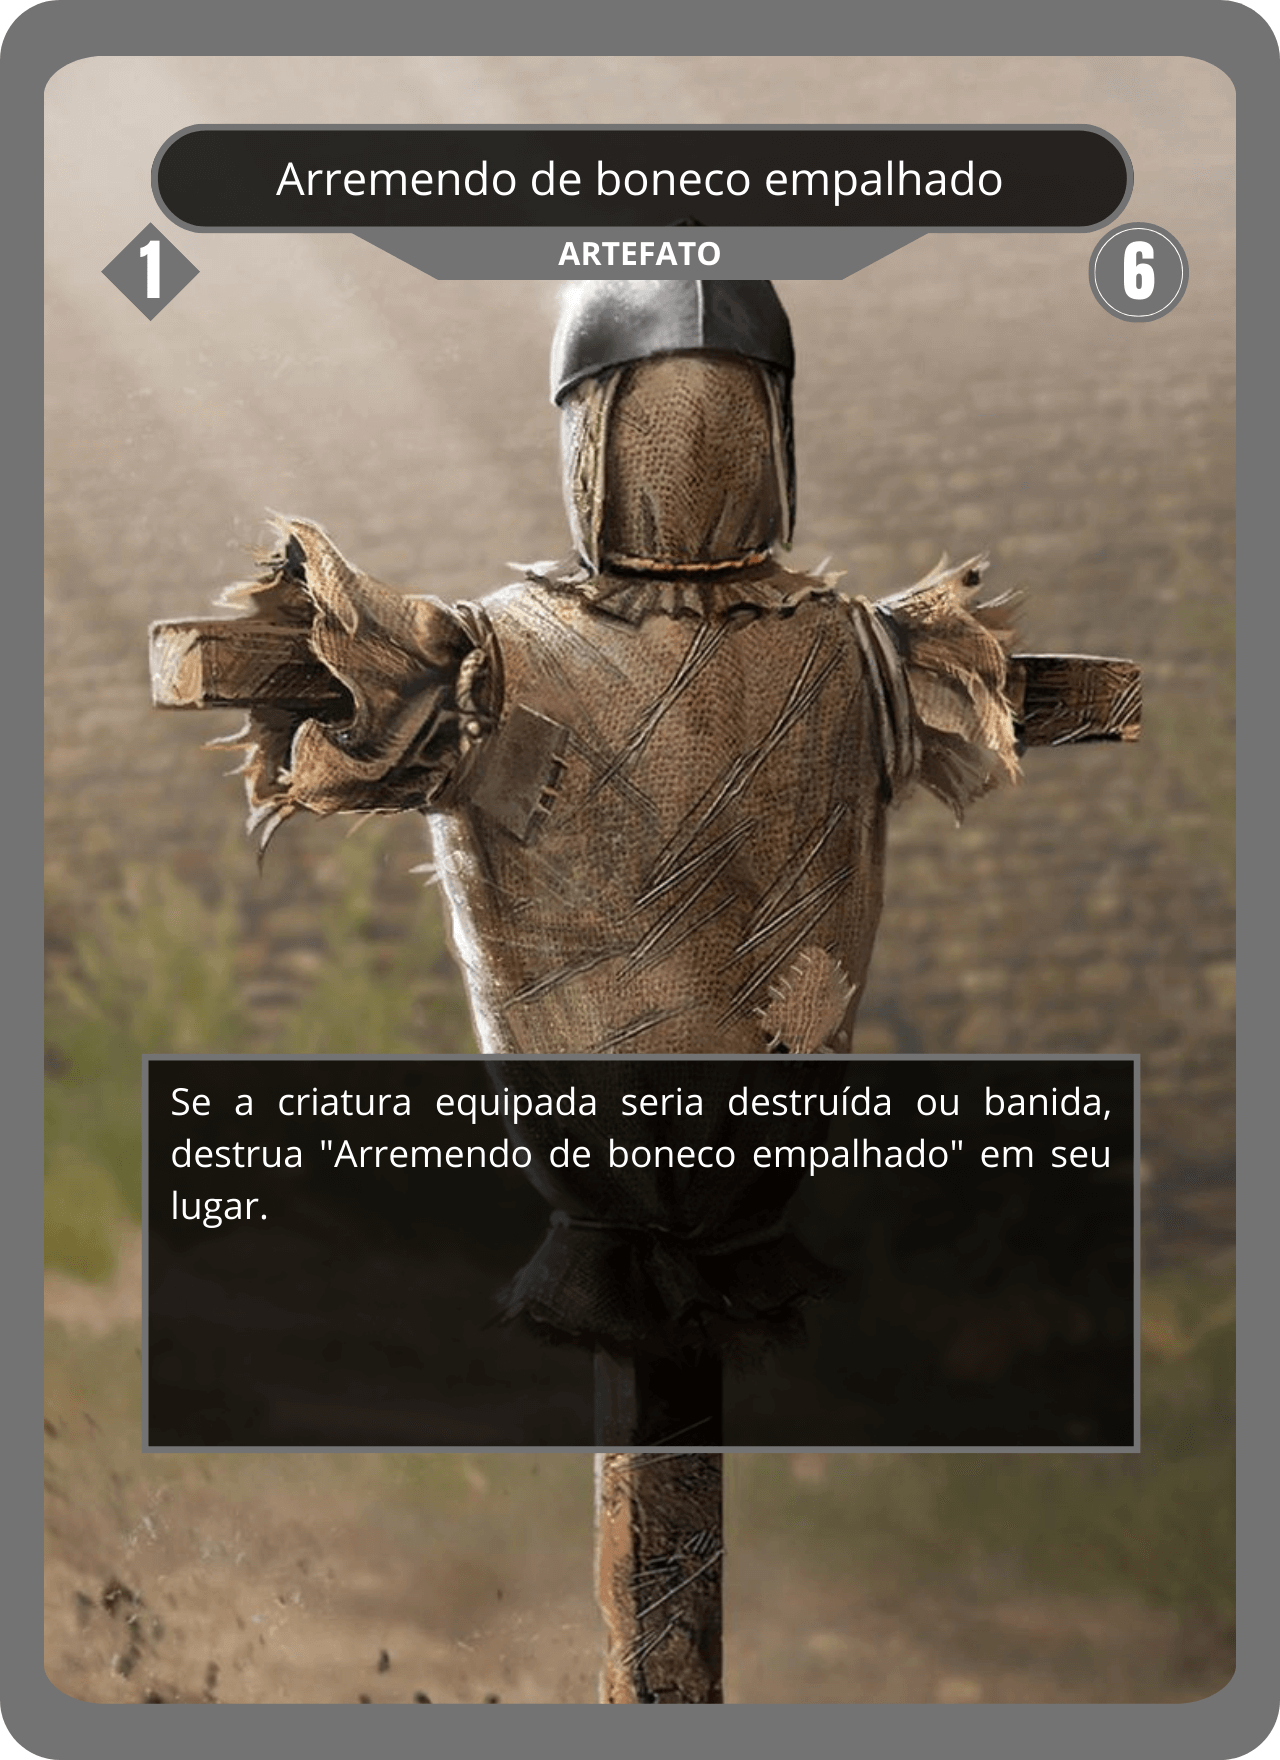 Arremendo de boneco empalhado
ARTEFATO
1
6
Se a criatura equipada seria destruída ou banida,
destrua "Arremendo de boneco empalhado" em seu
lugar.